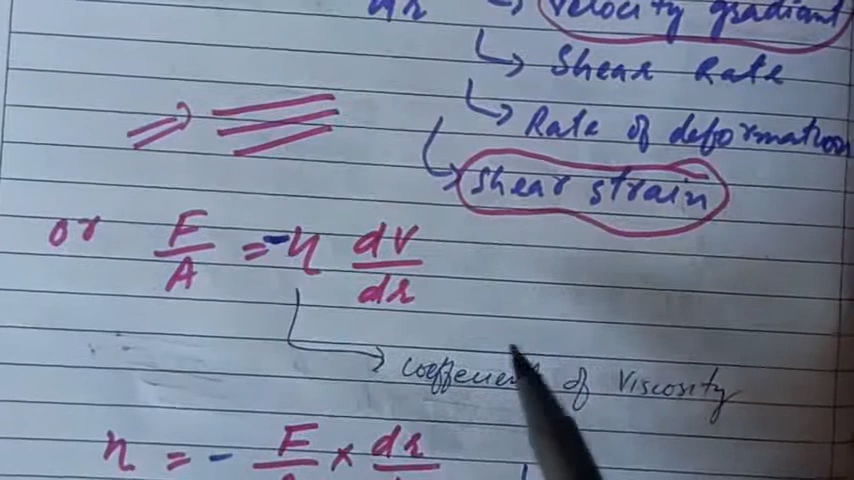 dr → velocity gradient
→ Shear Rate
→ Rate of deformation
→ Shear strain
or F/A = -η dv/dr
→ coefficient of Viscosity
η = - F/ × dr/